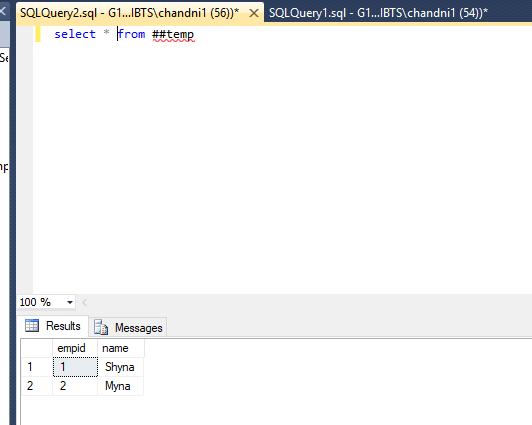 SQLQuery2.sql - G1...IBTS\chandni1 (56))* SQLQuery1.sql - G1...IBTS\chandni1 (54))*
select * from ##temp
100 %
Results Messages
empid name
1 1 Shyna
2 2 Myna